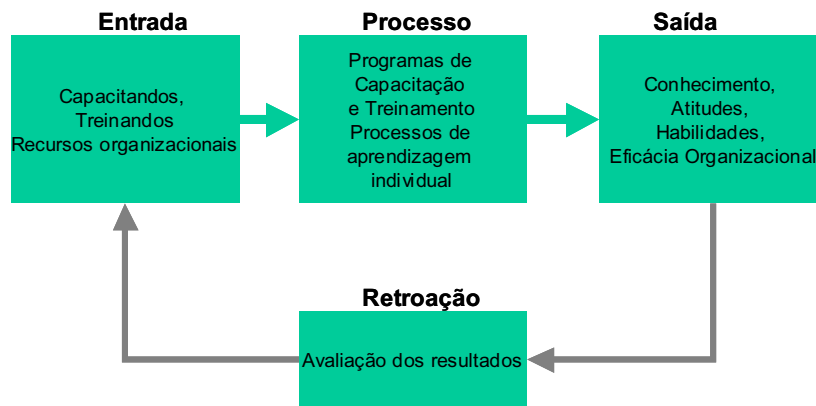 Entrada
Capacitandos,
Treinandos
Recursos organizacionais
Processo
Programas de
Capacitação
e Treinamento
Processos de
aprendizagem
individual
Saída
Conhecimento,
Atitudes,
Habilidades,
Eficácia Organizacional
Retroação
Avaliação dos resultados